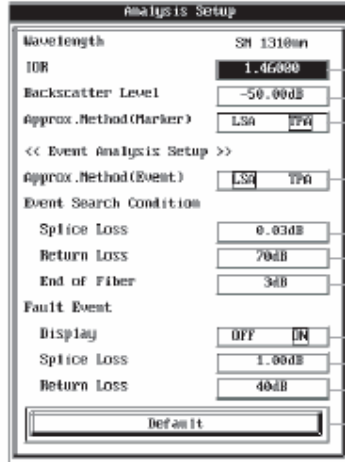 Analysis Setup
Wavelength SM 1310nm
IOR 1.46000
Backscatter Level -50.00dB
Approx.Method(Marker) LSA TPA
<< Event Analysis Setup >>
Approx.Method(Event) LSA TPA
Event Search Condition
Splice Loss 0.03dB
Return Loss 70dB
End of Fiber 3dB
Fault Event
Display OFF ON
Splice Loss 1.00dB
Return Loss 40dB
Default